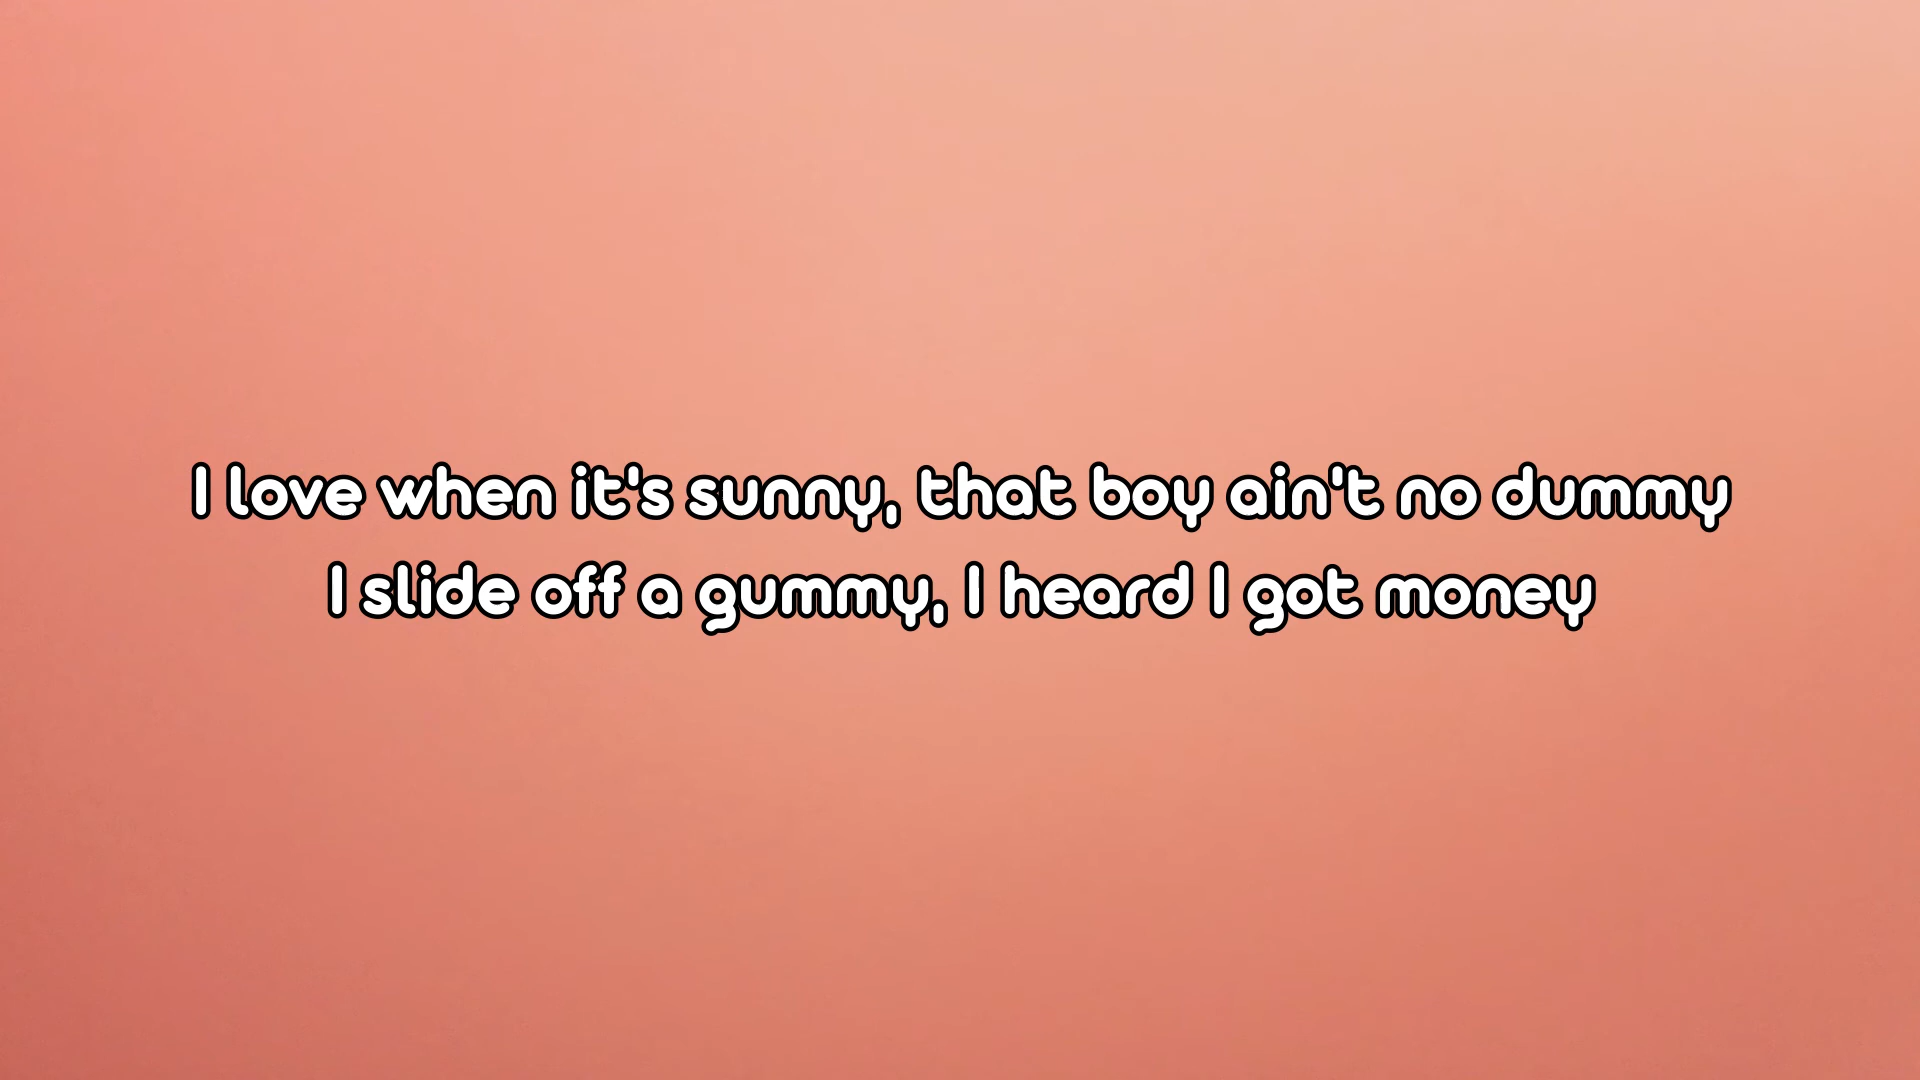 I love when it's sunny, that boy ain't no dummy
I slide off a gummy, I heard I got money